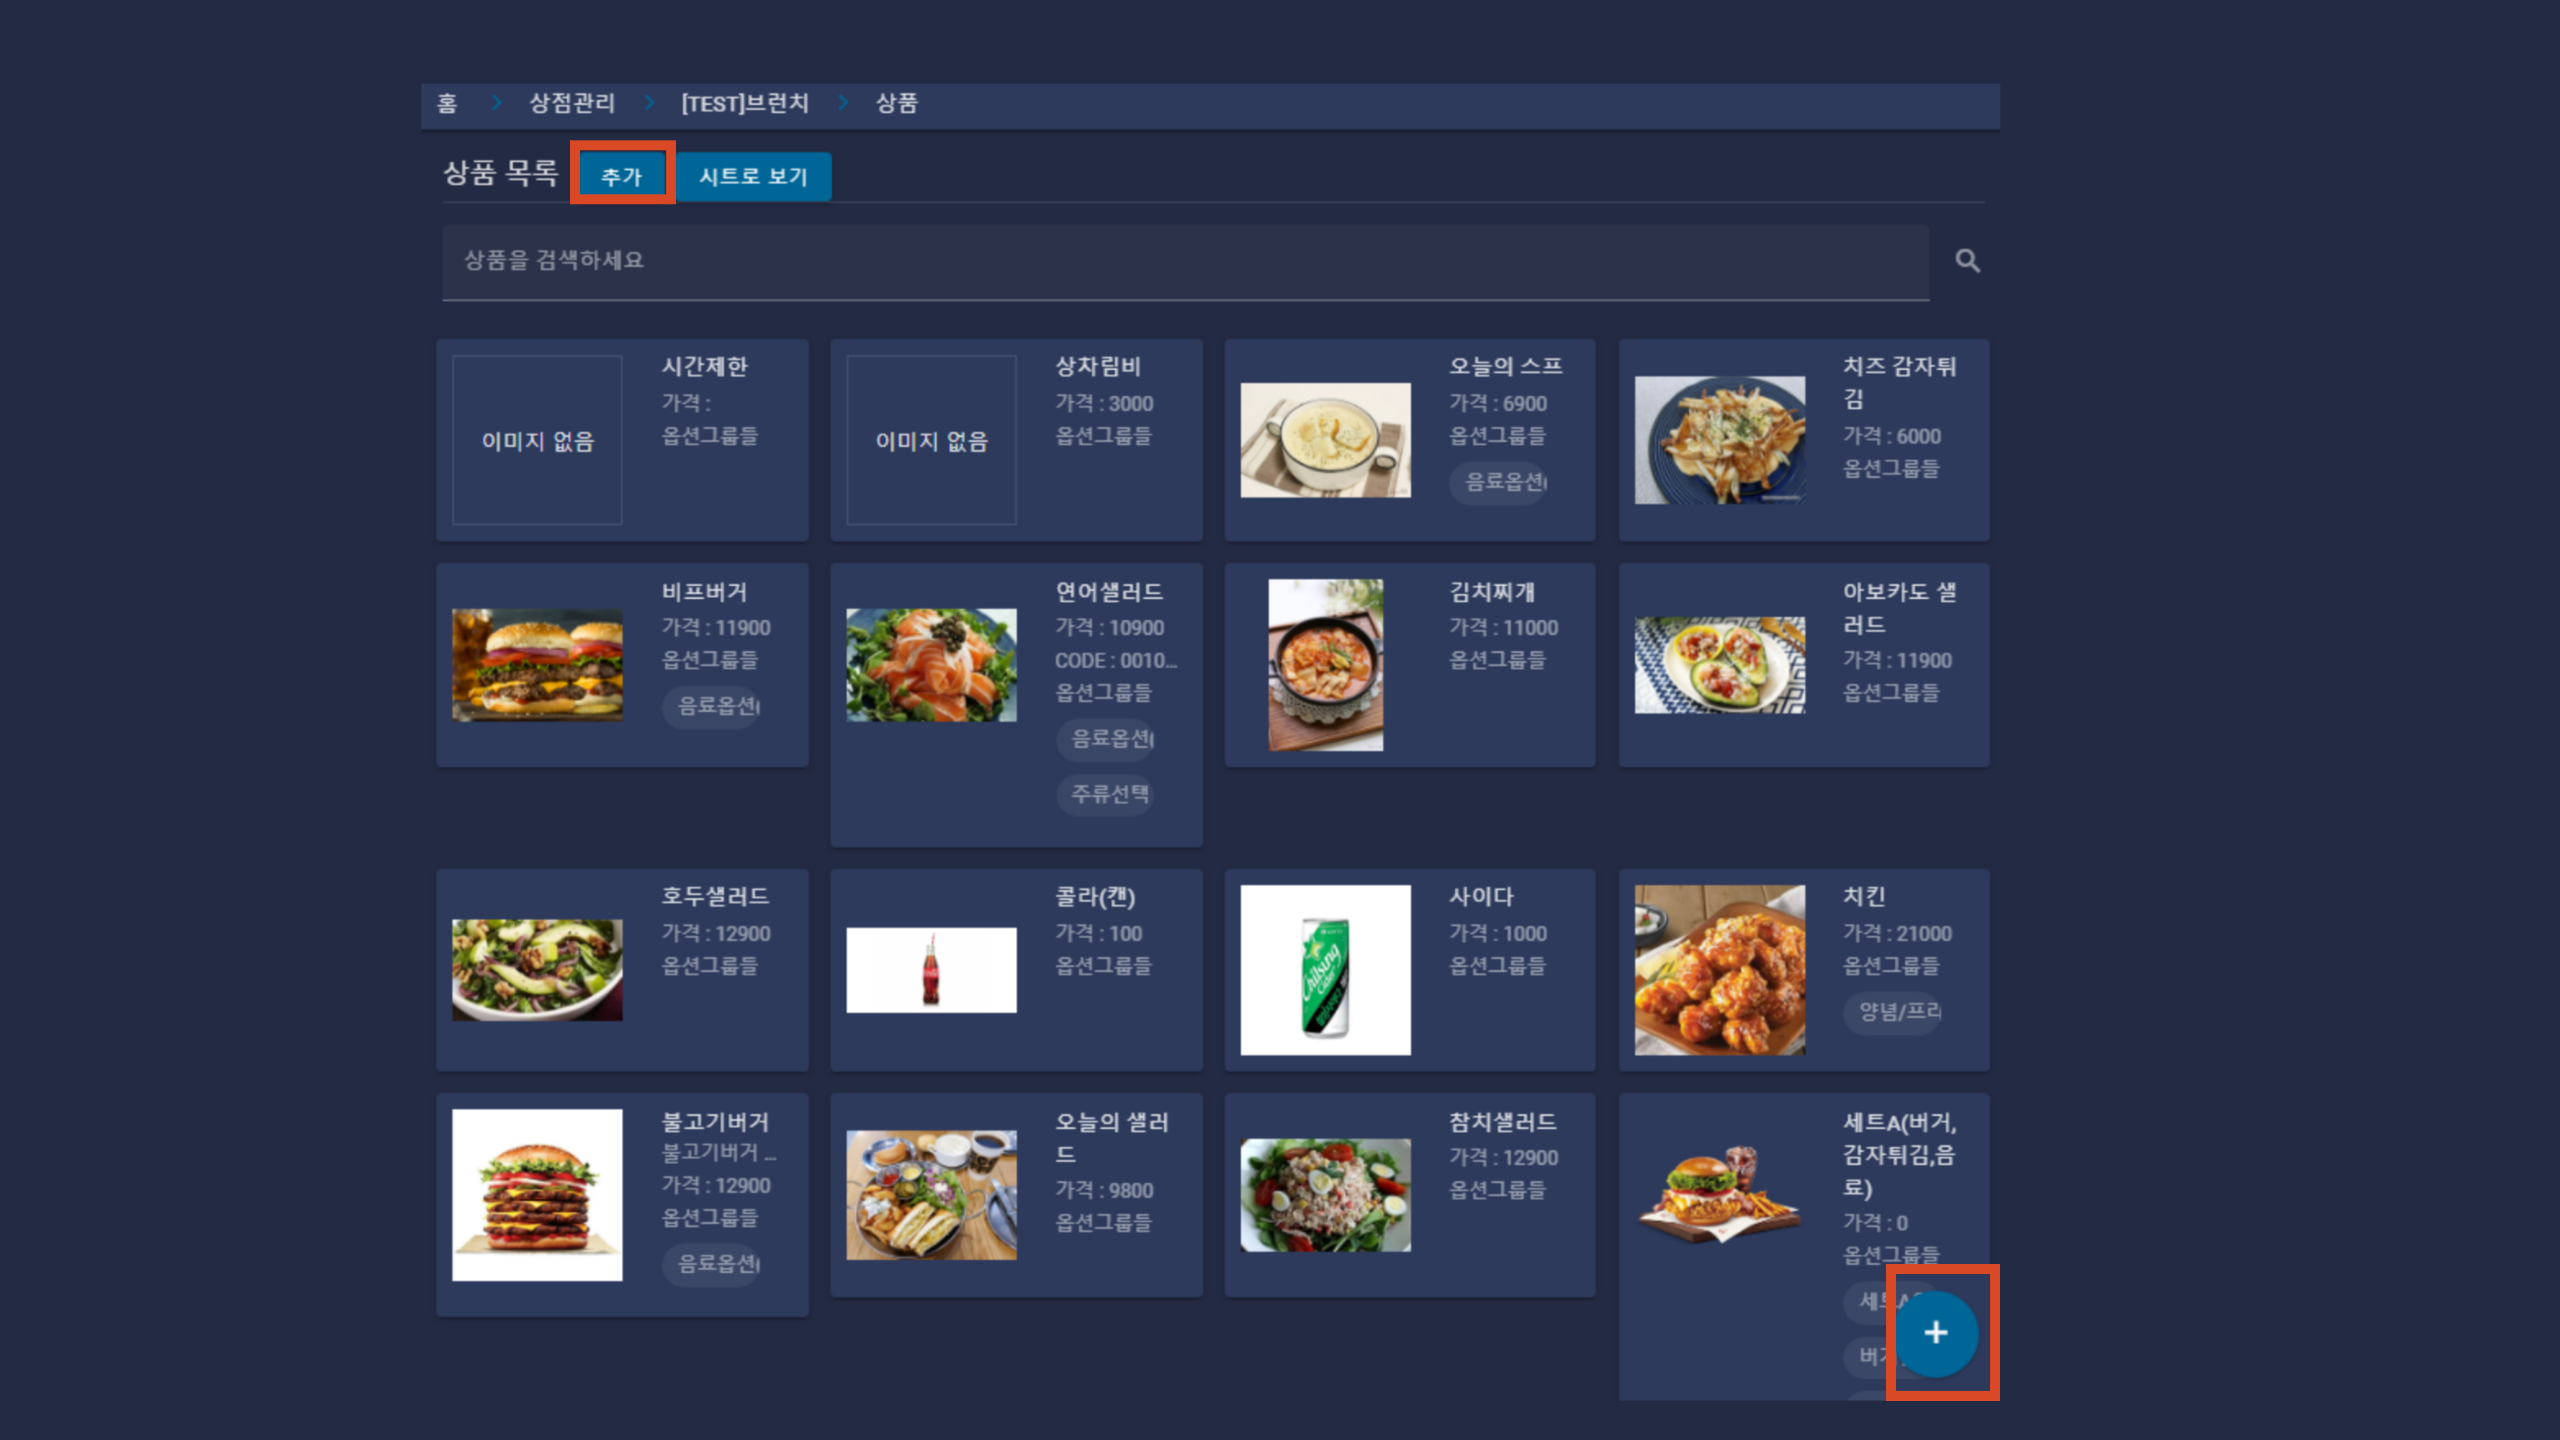 홈 > 상점관리 > [TEST]브런치 > 상품
상품 목록 추가 시트로 보기
상품을 검색하세요
이미지 없음
시간제한
가격 :
옵션그룹들
이미지 없음
상차림비
가격 : 3000
옵션그룹들
오늘의 스프
가격 : 6900
옵션그룹들
음료옵션
치즈 감자튀
김
가격 : 6000
옵션그룹들
비프버거
가격 : 11900
옵션그룹들
음료옵션
연어샐러드
가격 : 10900
CODE : 0010...
옵션그룹들
음료옵션
주류선택
김치찌개
가격 : 11000
옵션그룹들
아보카도 샐
러드
가격 : 11900
옵션그룹들
호두샐러드
가격 : 12900
옵션그룹들
콜라(캔)
가격 : 100
옵션그룹들
Chilsung
Cider
사이다
가격 : 1000
옵션그룹들
치킨
가격 : 21000
옵션그룹들
양념/프라
불고기버거
불고기버거 ...
가격 : 12900
옵션그룹들
음료옵션
오늘의 샐러
드
가격 : 9800
옵션그룹들
참치샐러드
가격 : 12900
옵션그룹들
세트A(버거,
감자튀김,음
료)
가격 : 0
옵션그룹들
세트A
버거
+